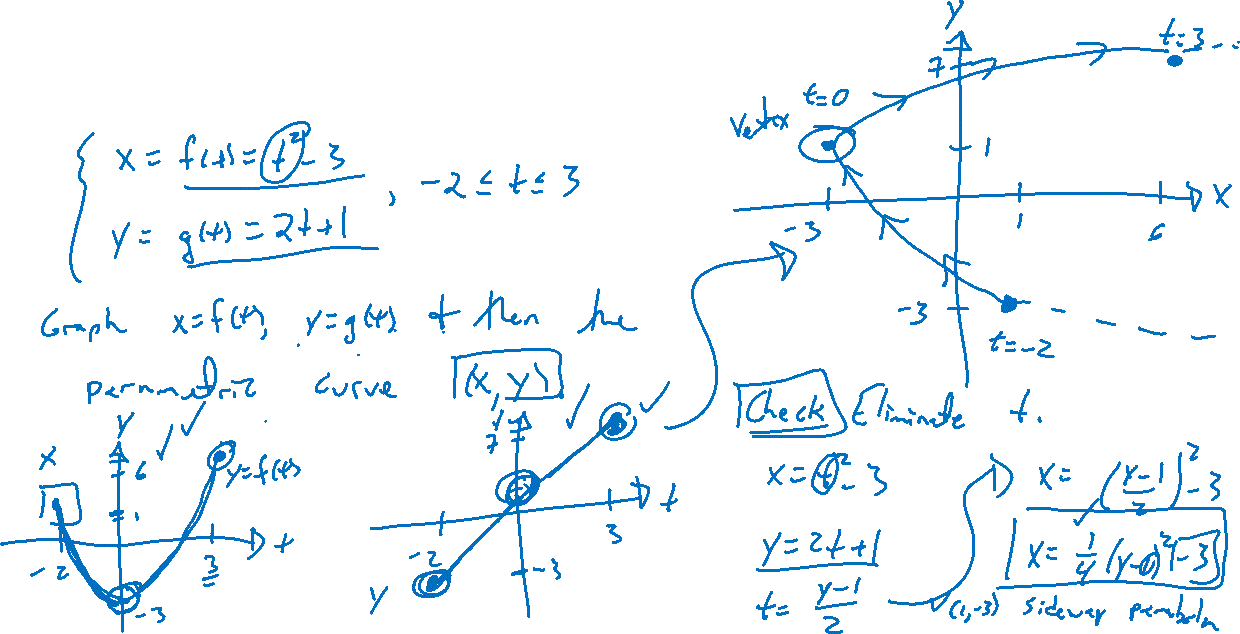 x = f(t) = t² - 3
y = g(t) = 2t+1
, -2 ≤ t ≤ 3
Graph x=f(t), y=g(t) + then the
parametric curve (x, y)
x
y
6
1
y=f(t)
t
-2
3
-3
y
7
t
-2
3
-3
y
y
t=3
7
t=0
Vertex
1
x
-3
1
6
-3
t=-2
Check Eliminate t.
x = t² - 3
y = 2t+1
t = y-1/2
x = (y-1/2)² - 3
x = 1/4 (y-1)² - 3
(1,-3) sideway parabola